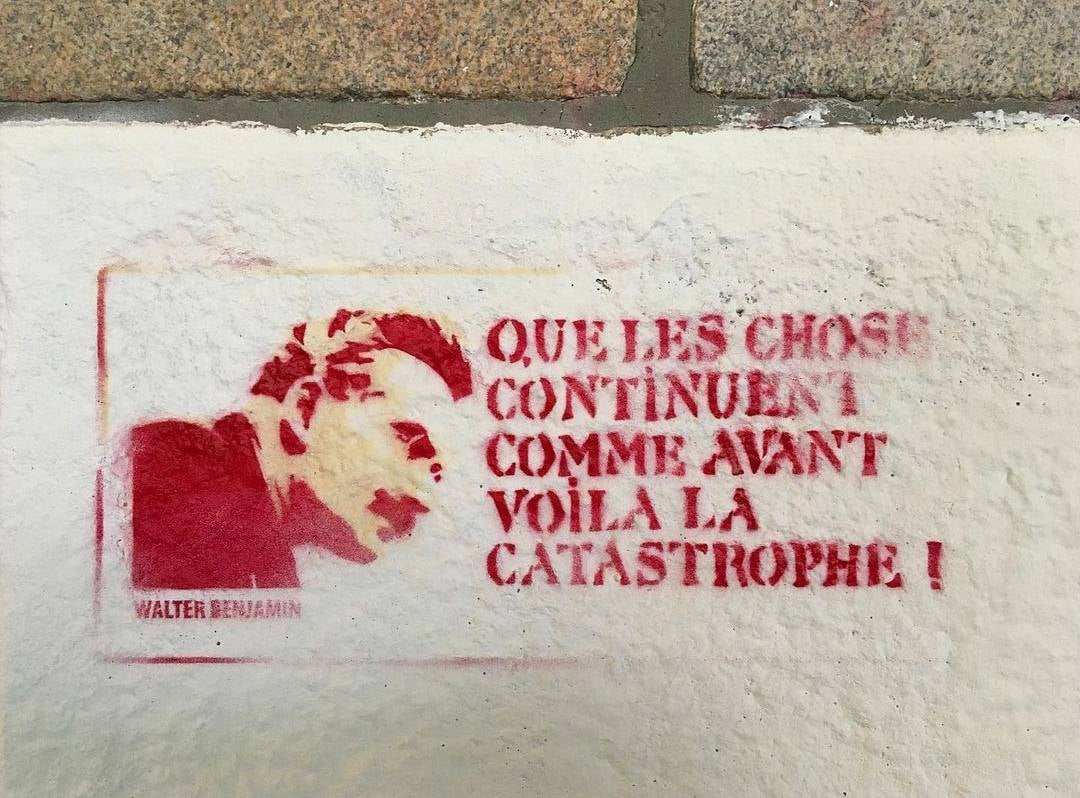 QUE LES CHOSE
CONTINUENT
COMME AVANT
VOILA LA
CATASTROPHE !
WALTER BENJAMIN